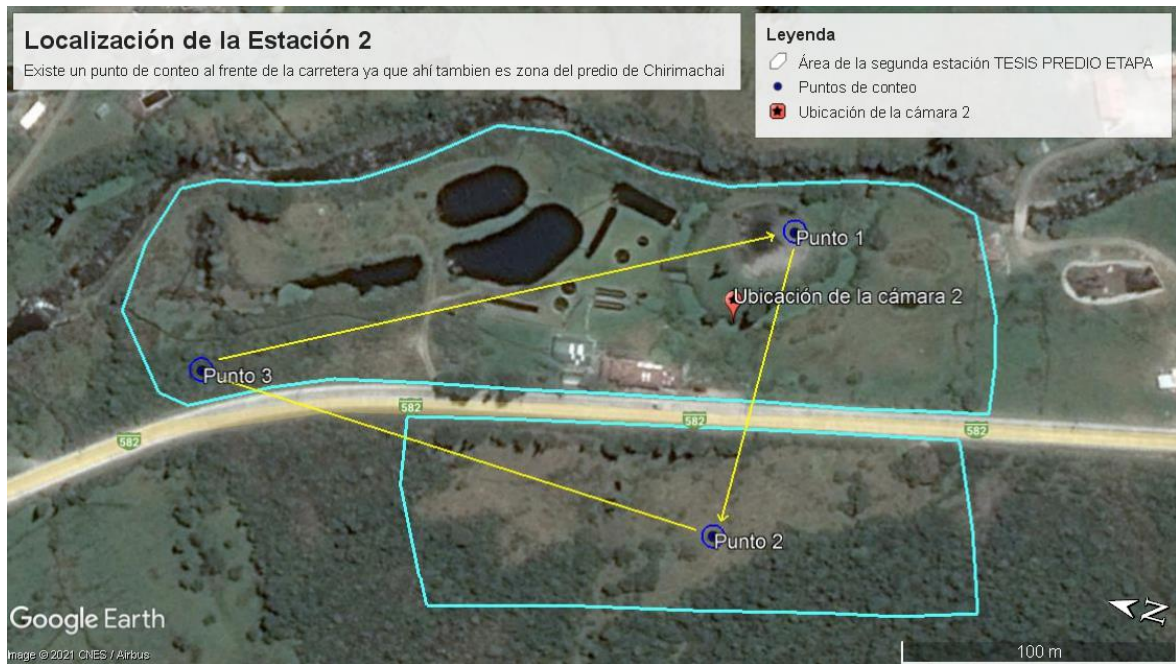 Localización de la Estación 2
Existe un punto de conteo al frente de la carretera ya que ahí tambien es zona del predio de Chirimachai
Leyenda
Área de la segunda estación TESIS PREDIO ETAPA
Puntos de conteo
Ubicación de la cámara 2
Punto 1
Ubicación de la cámara 2
Punto 3
582
582
582
582
Punto 2
Google Earth
N
Image © 2021 CNES / Airbus
100 m